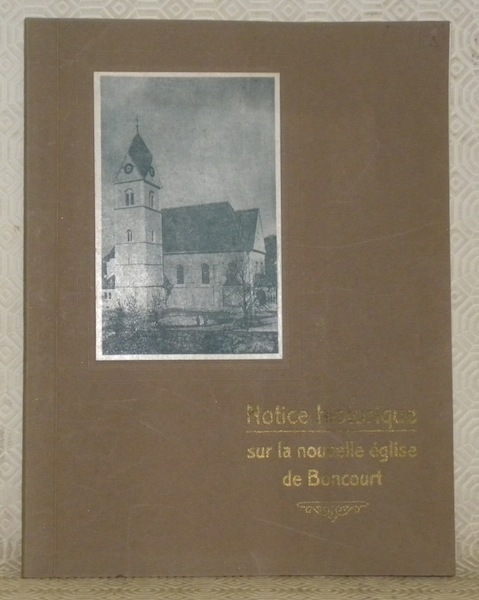 Notice historique
sur la nouvelle église
de Boncourt